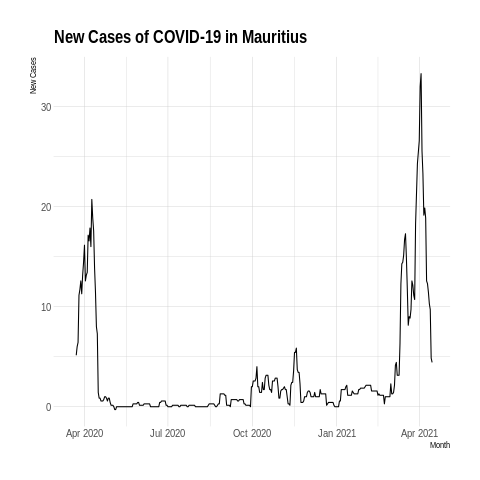 New Cases of COVID-19 in Mauritius
New Cases
30
20
10
0
Apr 2020
Jul 2020
Oct 2020
Jan 2021
Apr 2021
Month